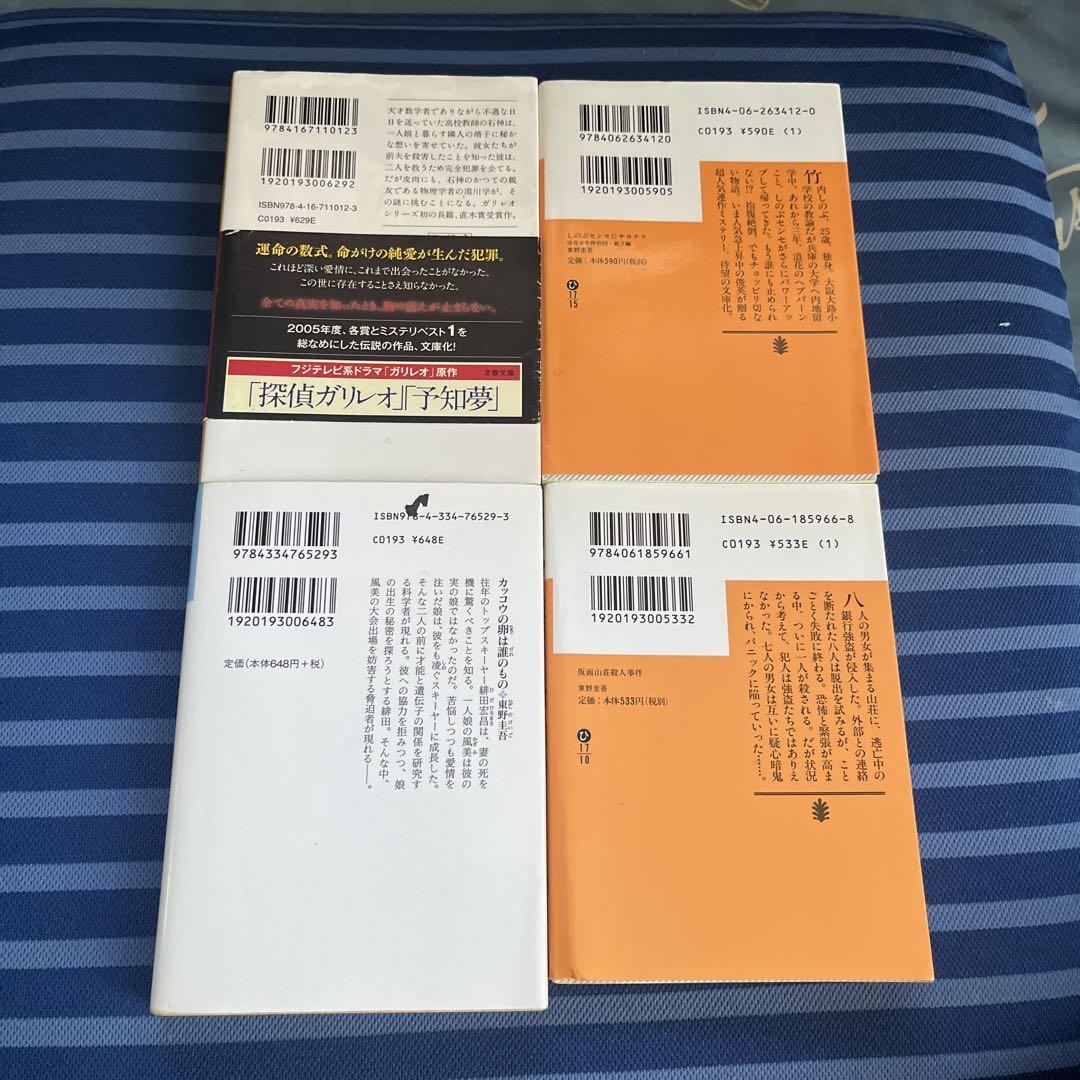 9784167110123
1920193006292
ISBN978-4-16-711012-3
C0193 ¥629E
天才数学者でありながら不遇な日
日を送っていた高校教師の石神は、
一人娘と暮らす隣人の靖子に秘か
な想いを寄せていた。彼女たちが
前夫を殺害したことを知った彼は、
二人を救うため完全犯罪を企てる。
だが皮肉にも、石神のかつての親
友である物理学者の湯川学が、そ
の謎に挑むことになる。ガリレオ
シリーズ初の長篇、直木賞受賞作。
運命の数式。命がけの純愛が生んだ犯罪。
これほど深い愛情に、これまで出会ったことがなかった。
この世に存在することさえ知らなかった。
全ての真実を知ったとき、胸の震えが止まらない。
2005年度、各賞とミステリベスト1を
総なめにした伝説の作品、文庫化!
フジテレビ系ドラマ「ガリレオ」原作
文春文庫
「探偵ガリレオ」「予知夢」
9784062634120
1920193005905
ISBN4-06-263412-0
C0193 ¥590E (1)
しのぶセンセにサヨナラ
浪花少年探偵団・独立編
東野圭吾
定価:本体590円(税別)
ひ
17
15
竹内しのぶ、25歳、独身。大阪大路小
学校の教諭だが兵庫の大学へ内地留
学中。あれから三年、浪花のヘプバーン
こと、しのぶセンセがさらにパワーアッ
プして帰ってきた。もう誰にも止められ
ない!? 抱腹絶倒、でもチョッピリ切な
い物語。いま人気急上昇中の俊英が贈る
超人気連作ミステリー、待望の文庫化。
9784334765293
1920193006483
ISBN978-4-334-76529-3
C0193 ¥648E
定価(本体648円+税)
カッコウの卵は誰のもの 東野圭吾
往年のトップスキーヤー緋田宏昌は、妻の死を
機に驚くべきことを知る。一人娘の風美は彼の
実の娘ではなかったのだ。苦悩しつつも愛情を
注いだ娘は、彼をも凌ぐスキーヤーに成長した。
そんな二人の前に才能と遺伝子の関係を研究す
る科学者が現れる。彼への協力を拒みつつ、娘
の出生の秘密を探ろうとする緋田。そんな中、
風美の大会出場を妨害する脅迫者が現れる――。
9784061859661
1920193005332
ISBN4-06-185966-8
C0193 ¥533E (1)
仮面山荘殺人事件
東野圭吾
定価:本体533円(税別)
ひ
17
10
八人の男女が集まる山荘に、逃亡中の
銀行強盗が侵入した。外部との連絡
を断たれた八人は脱出を試みるが、こと
ごとく失敗に終わる。恐怖と緊張が高ま
る中、ついに一人が殺される。だが状況
から考えて、犯人は強盗たちではありえ
なかった。七人の男女は互いに疑心暗鬼
にかられ、パニックに陥っていった……。